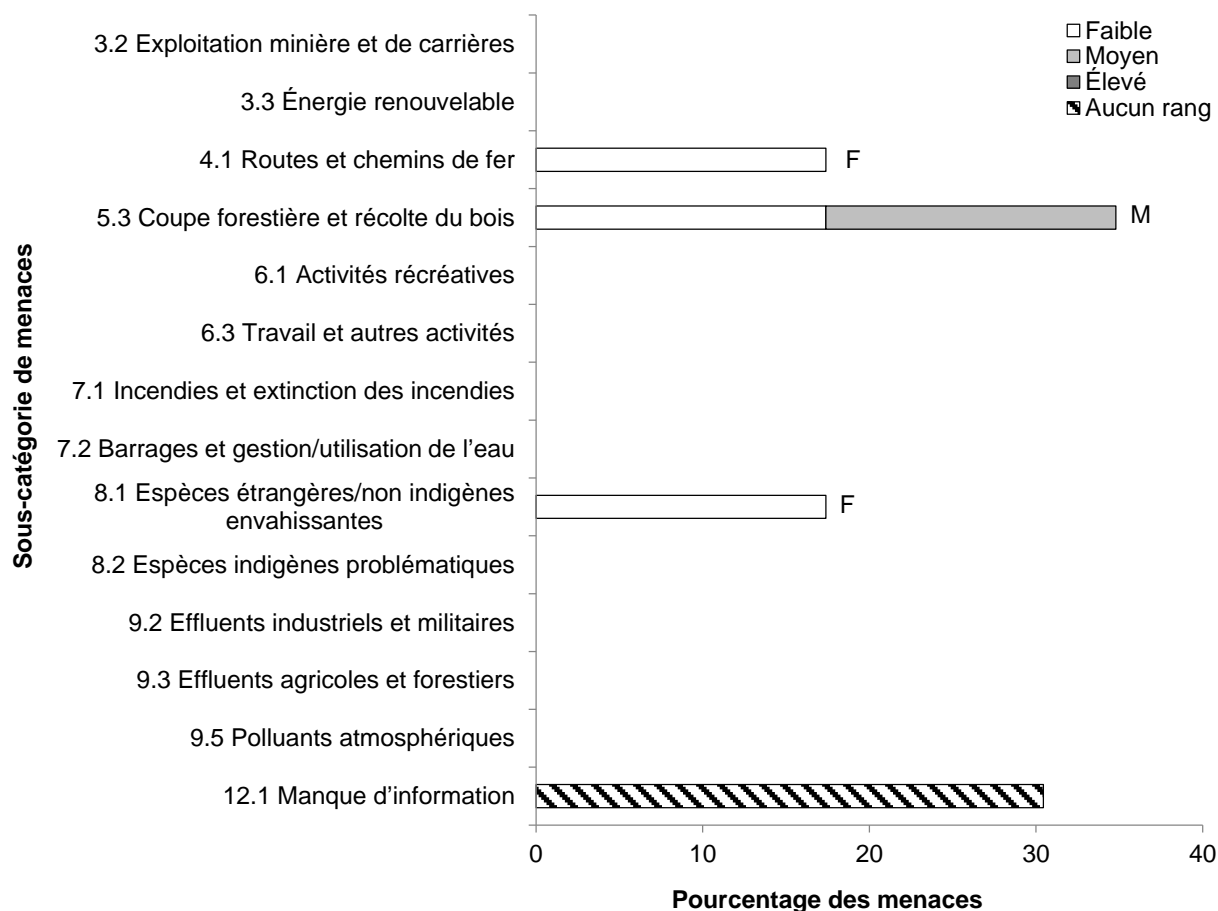 Faible
Moyen
Élevé
Aucun rang
Sous-catégorie de menaces
3.2 Exploitation minière et de carrières
3.3 Énergie renouvelable
4.1 Routes et chemins de fer
F
5.3 Coupe forestière et récolte du bois
M
6.1 Activités récréatives
6.3 Travail et autres activités
7.1 Incendies et extinction des incendies
7.2 Barrages et gestion/utilisation de l’eau
8.1 Espèces étrangères/non indigènes
envahissantes
F
8.2 Espèces indigènes problématiques
9.2 Effluents industriels et militaires
9.3 Effluents agricoles et forestiers
9.5 Polluants atmosphériques
12.1 Manque d’information
0 10 20 30 40
Pourcentage des menaces